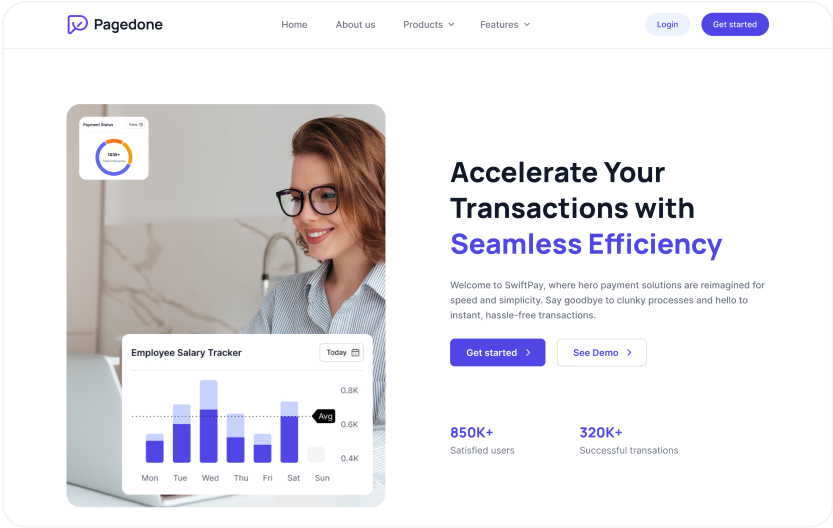 Pagedone
Home
About us
Products
Features
Login
Get started
Payment Status
Today
Accelerate Your
Transactions with
Seamless Efficiency
Welcome to SwiftPay, where hero payment solutions are reimagined for
speed and simplicity. Say goodbye to clunky processes and hello to
instant, hassle-free transactions.
Get started
See Demo
850K+
Satisfied users
320K+
Successful transations
Employee Salary Tracker
Today
0.8K
Avg
0.6K
0.4K
Mon Tue Wed Thu Fri Sat Sun